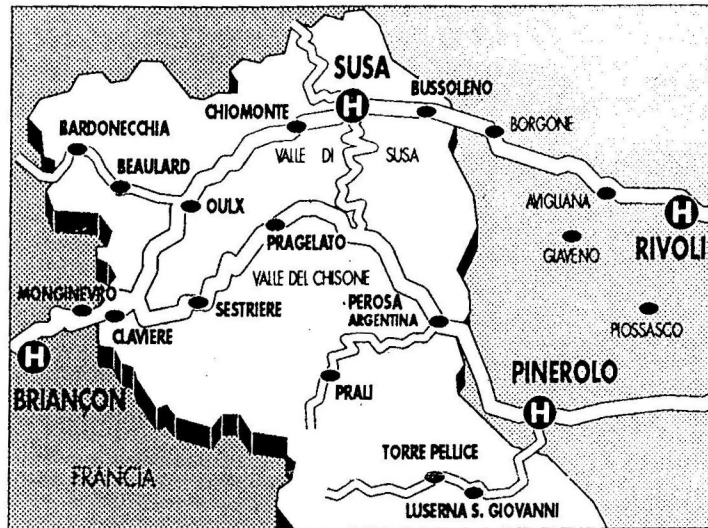 SUSA
H
BUSSOLENO
CHIOMONTE
BORGONE
BARDONECCHIA
VALLE DI SUSA
BEAULARD
OULX
AVIGLIANA
H
RIVOLI
PRAGELATO
GIAVENO
VALLE DEL CHISONE
MONGINEVRO
SESTRIERE
PEROSA
ARGENTINA
PIOSSASCO
CLAVIERE
H
BRIANÇON
PRALI
PINEROLO
H
TORRE PELLICE
FRANCIA
LUSERNA S. GIOVANNI